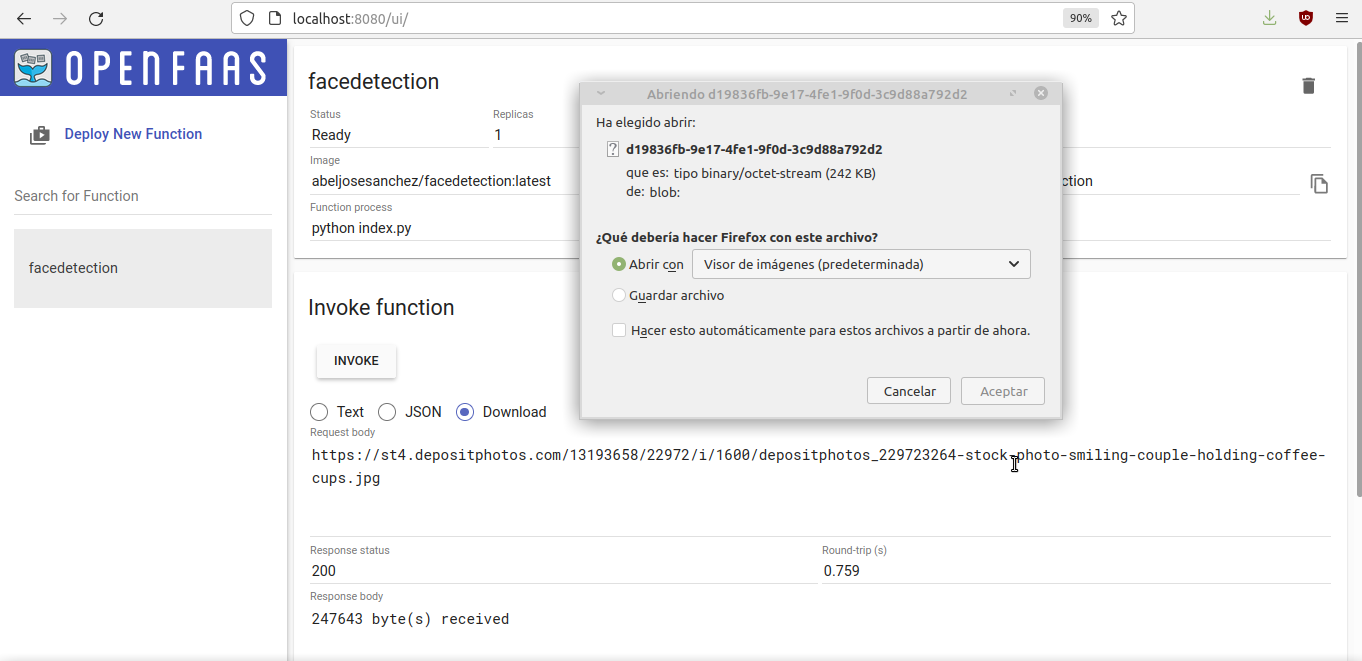 localhost:8080/ui/
90%
OPENFAAS
Deploy New Function
Search for Function
facedetection
facedetection
Status
Replicas
Ready
1
Image
abeljosesanchez/facedetection:latest
ction
Function process
python index.py
Abriendo d19836fb-9e17-4fe1-9f0d-3c9d88a792d2
Ha elegido abrir:
d19836fb-9e17-4fe1-9f0d-3c9d88a792d2
que es: tipo binary/octet-stream (242 KB)
de: blob:
¿Qué debería hacer Firefox con este archivo?
Abrir con
Visor de imágenes (predeterminada)
Guardar archivo
Hacer esto automáticamente para estos archivos a partir de ahora.
Cancelar
Aceptar
Invoke function
INVOKE
Text
JSON
Download
Request body
https://st4.depositphotos.com/13193658/22972/i/1600/depositphotos_229723264-stock-photo-smiling-couple-holding-coffee-
cups.jpg
Response status
Round-trip (s)
200
0.759
Response body
247643 byte(s) received